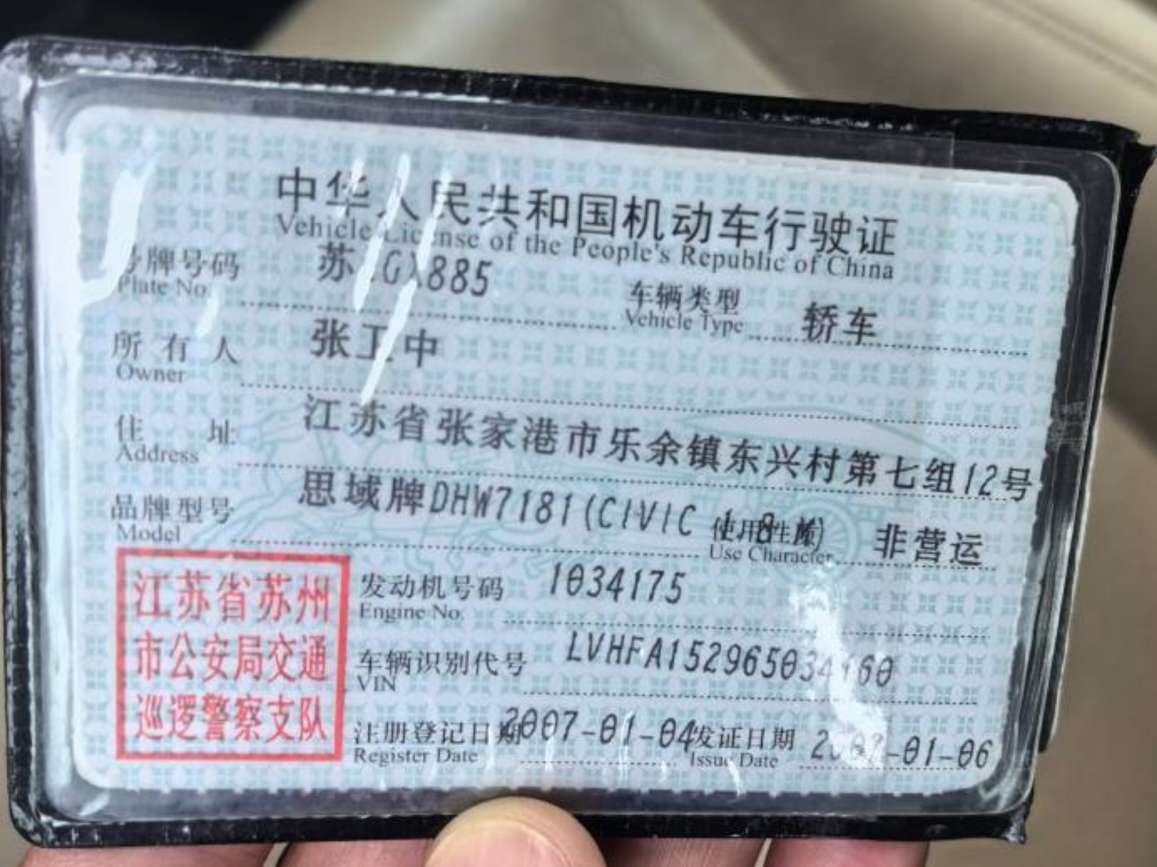 中华人民共和国机动车行驶证
Vehicle License of the People's Republic of China
号牌号码 苏 885 车辆类型 轿车
Plate No. Vehicle Type
所有人 张 中
Owner
住址 江苏省张家港市乐余镇东兴村第七组12号
Address
品牌型号 思域牌DHW7181(CIVIC 1.8 使用性质 非营运
Model Use Character
江苏省苏州
市公安局交通
巡逻警察支队
发动机号码 1034175
Engine No.
车辆识别代号
VIN
注册登记日期 2007-01-04 发证日期 2007-01-06
Register Date Issue Date